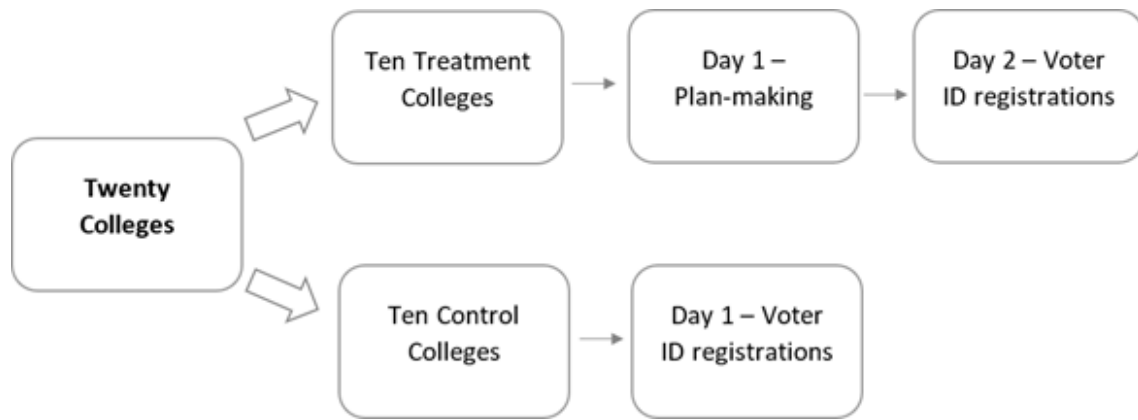 Twenty
Colleges
Ten Treatment
Colleges
Day 1 –
Plan-making
Day 2 – Voter
ID registrations
Ten Control
Colleges
Day 1 – Voter
ID registrations